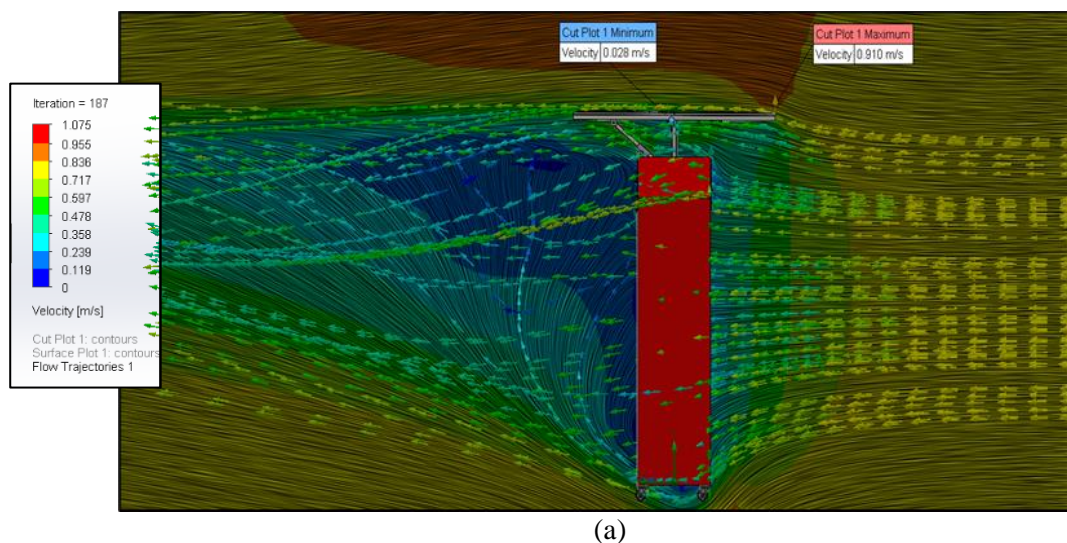 Cut Plot 1 Minimum
Velocity 0.028 m/s
Cut Plot 1 Maximum
Velocity 0.910 m/s
Iteration = 187
1.075
0.955
0.836
0.717
0.597
0.478
0.358
0.239
0.119
0
Velocity [m/s]
Cut Plot 1: contours
Surface Plot 1: contours
Flow Trajectories 1
(a)